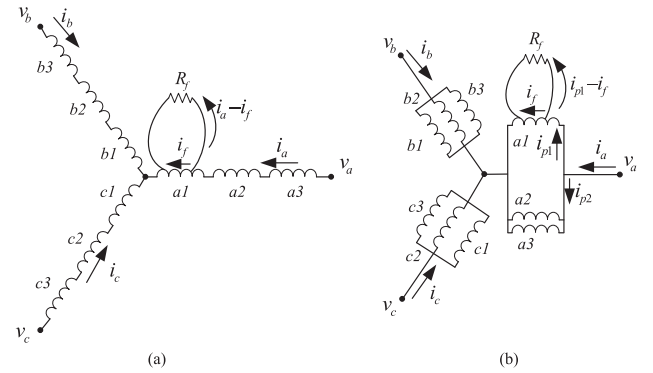 v_b
i_b
b3
b2
b1
R_f
i_a–i_f
i_f
i_a
v_a
a1
a2
a3
c1
c2
c3
i_c
v_c
(a)
v_b
i_b
b3
b2
b1
R_f
i_p1–i_f
i_f
a1
i_p1
i_a
v_a
i_p2
a2
a3
c3
c2
c1
i_c
v_c
(b)